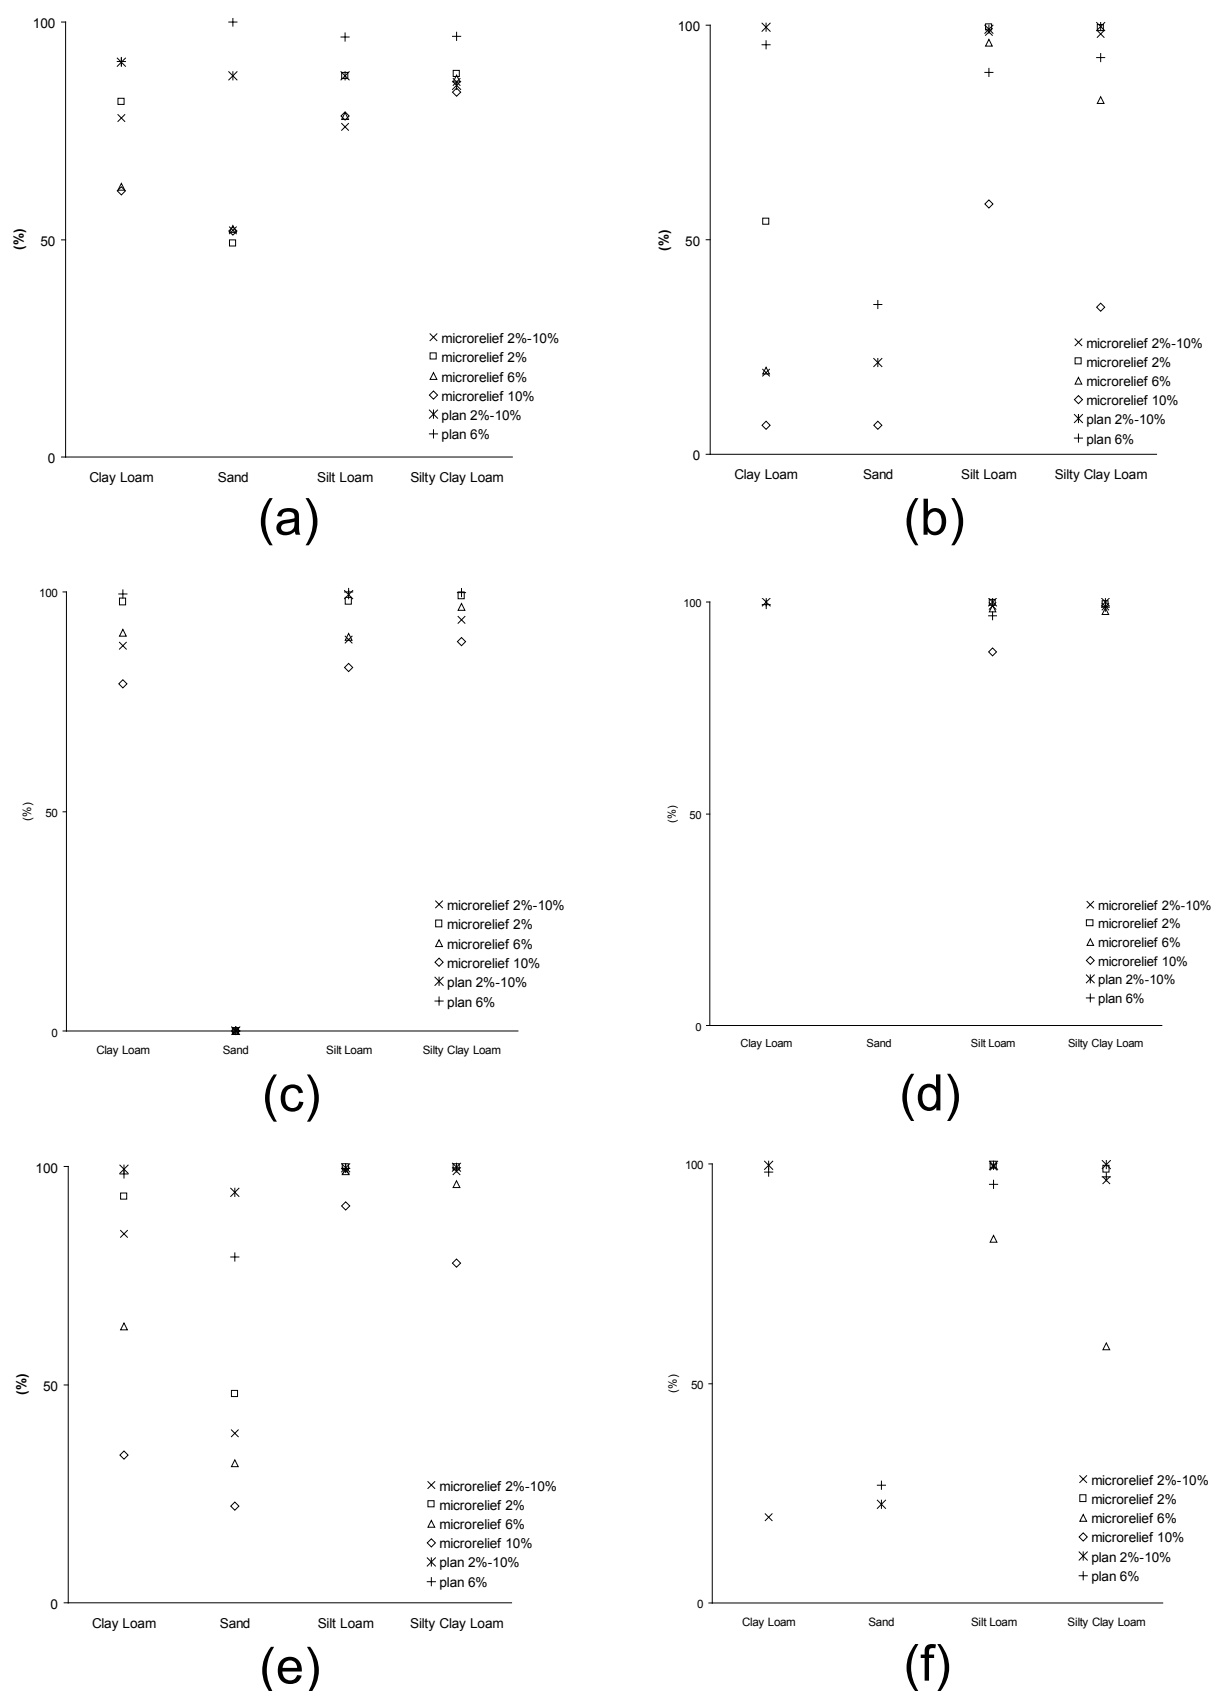 100
(%)
50
microrelief 2%-10%
microrelief 2%
microrelief 6%
microrelief 10%
plan 2%-10%
plan 6%
0
Clay Loam Sand Silt Loam Silty Clay Loam
(a)
100
(%)
50
microrelief 2%-10%
microrelief 2%
microrelief 6%
microrelief 10%
plan 2%-10%
plan 6%
0
Clay Loam Sand Silt Loam Silty Clay Loam
(b)
100
(%)
50
microrelief 2%-10%
microrelief 2%
microrelief 6%
microrelief 10%
plan 2%-10%
plan 6%
0
Clay Loam Sand Silt Loam Silty Clay Loam
(c)
100
(%)
50
microrelief 2%-10%
microrelief 2%
microrelief 6%
microrelief 10%
plan 2%-10%
plan 6%
0
Clay Loam Sand Silt Loam Silty Clay Loam
(d)
100
(%)
50
microrelief 2%-10%
microrelief 2%
microrelief 6%
microrelief 10%
plan 2%-10%
plan 6%
0
Clay Loam Sand Silt Loam Silty Clay Loam
(e)
100
(%)
50
microrelief 2%-10%
microrelief 2%
microrelief 6%
microrelief 10%
plan 2%-10%
plan 6%
0
Clay Loam Sand Silt Loam Silty Clay Loam
(f)